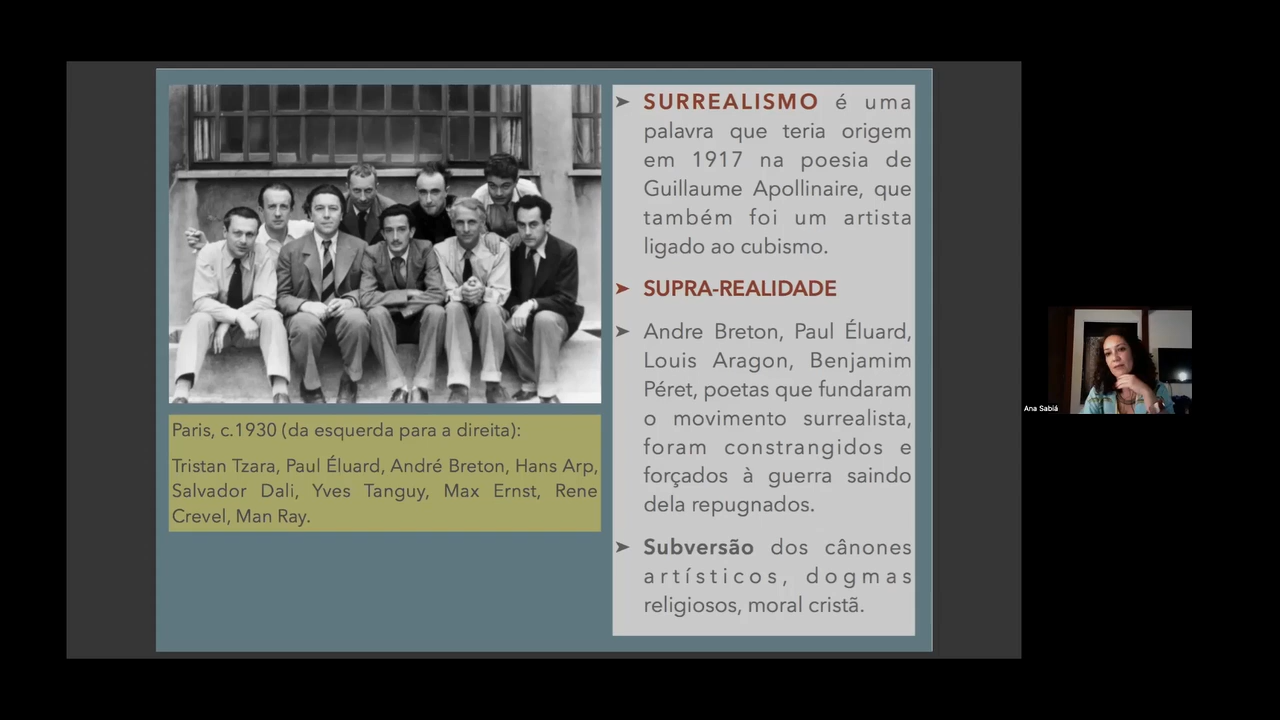 Paris, c.1930 (da esquerda para a direita):
Tristan Tzara, Paul Éluard, André Breton, Hans Arp,
Salvador Dali, Yves Tanguy, Max Ernst, Rene
Crevel, Man Ray.
➤ SURREALISMO é uma
palavra que teria origem
em 1917 na poesia de
Guillaume Apollinaire, que
também foi um artista
ligado ao cubismo.
➤ SUPRA-REALIDADE
➤ Andre Breton, Paul Éluard,
Louis Aragon, Benjamim
Péret, poetas que fundaram
o movimento surrealista,
foram constrangidos e
forçados à guerra saindo
dela repugnados.
➤ Subversão dos cânones
artísticos, dogmas
religiosos, moral cristã.
Ana Sabiá